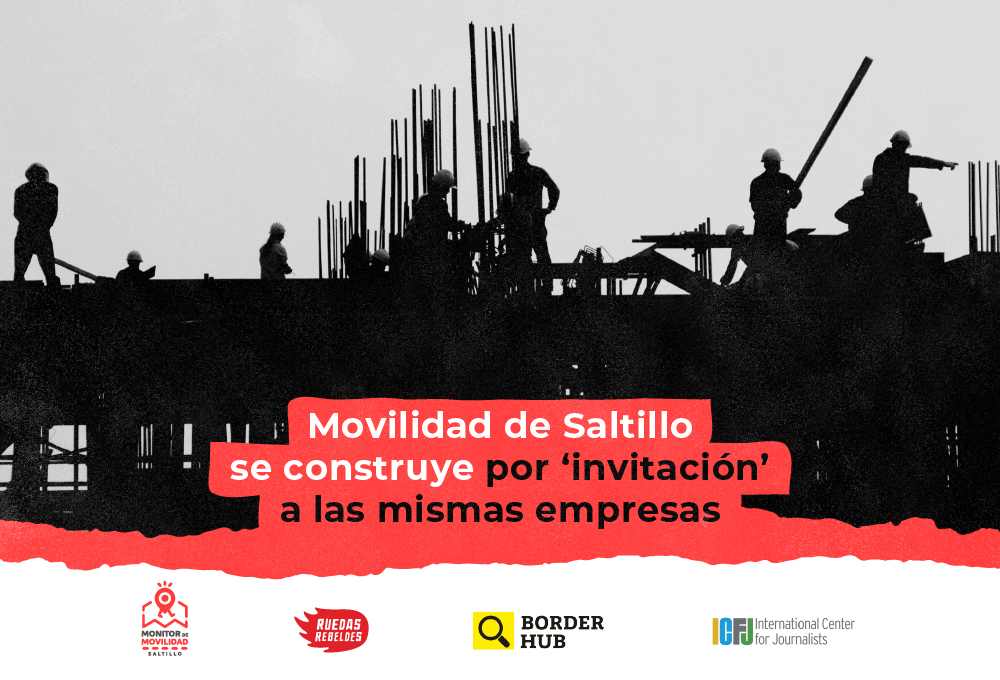 Movilidad de Saltillo
se construye por ‘invitación’
a las mismas empresas
MONITOR DE
MOVILIDAD
SALTILLO
RUEDAS
REBELDES
BORDER
HUB
ICFJ International Center
for Journalists